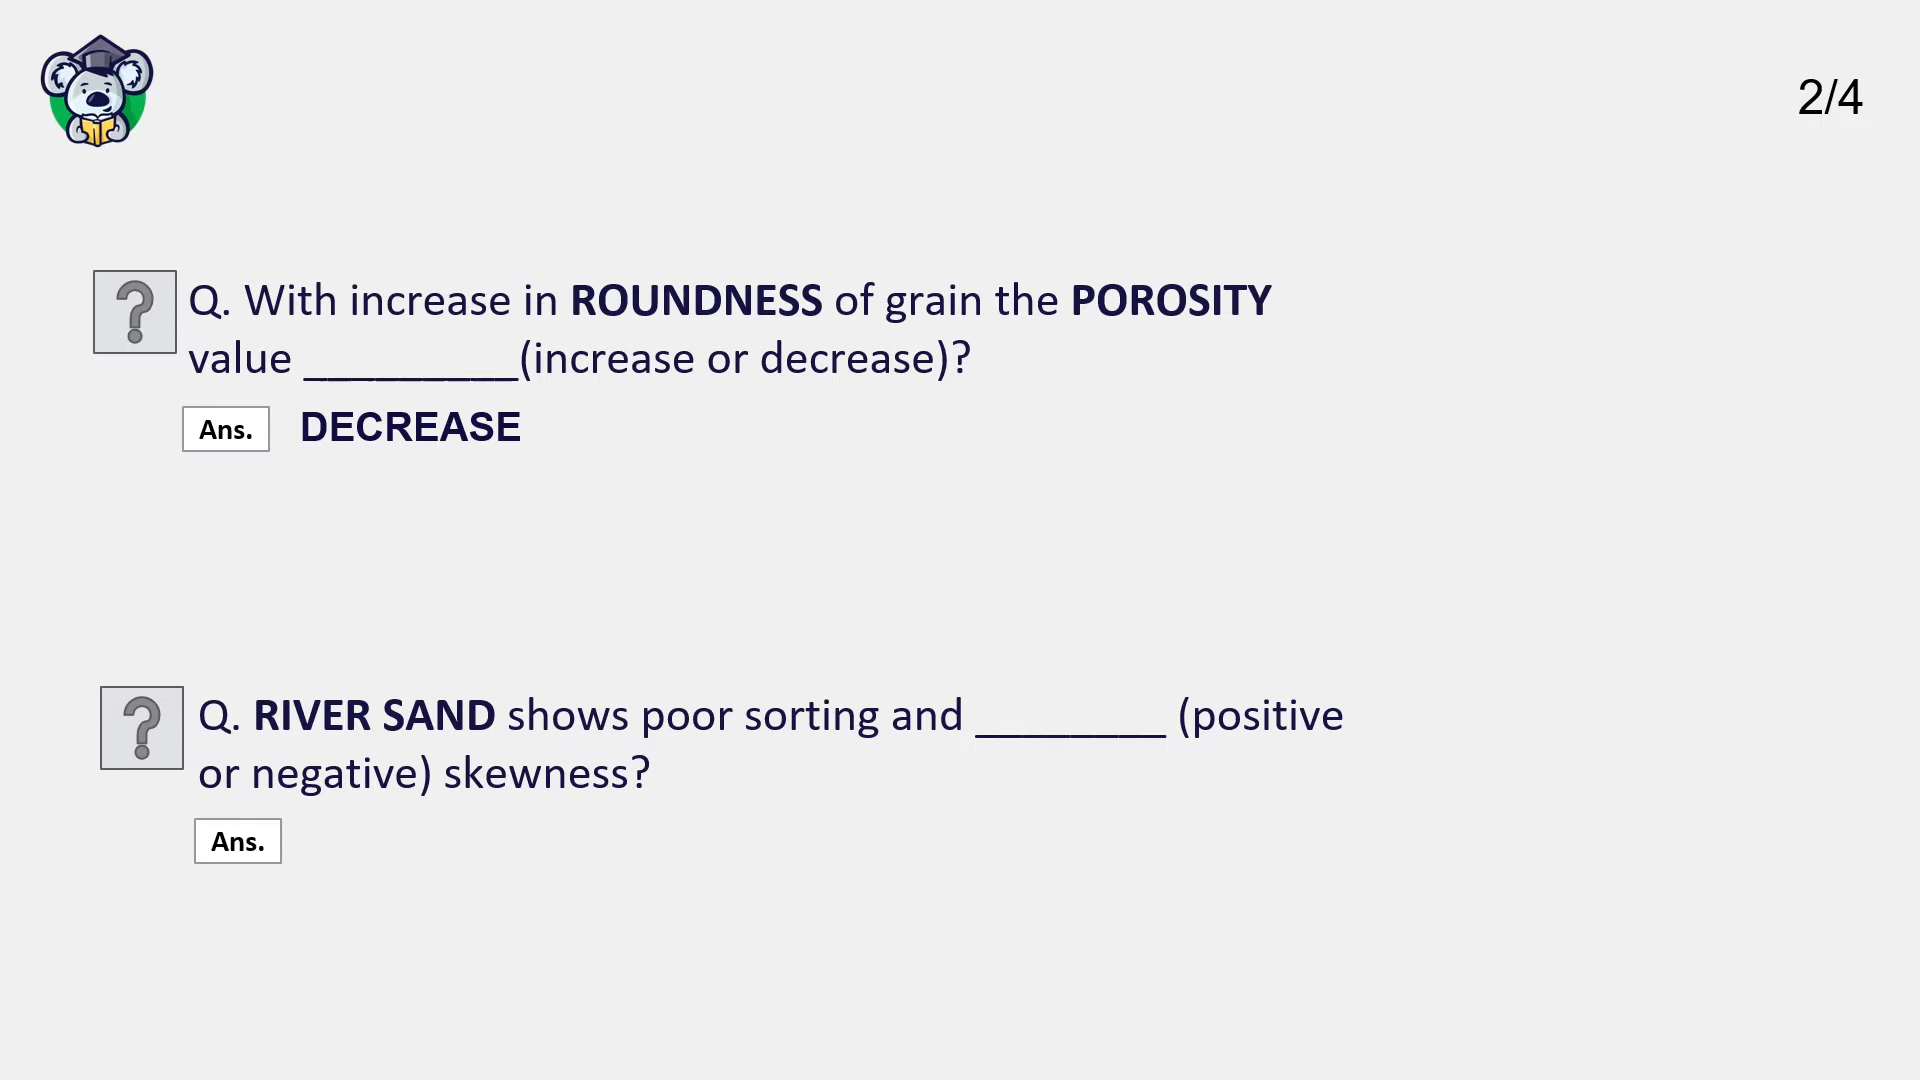 2/4
Q. With increase in ROUNDNESS of grain the POROSITY
value _________(increase or decrease)?
Ans. DECREASE
Q. RIVER SAND shows poor sorting and ________ (positive
or negative) skewness?
Ans.